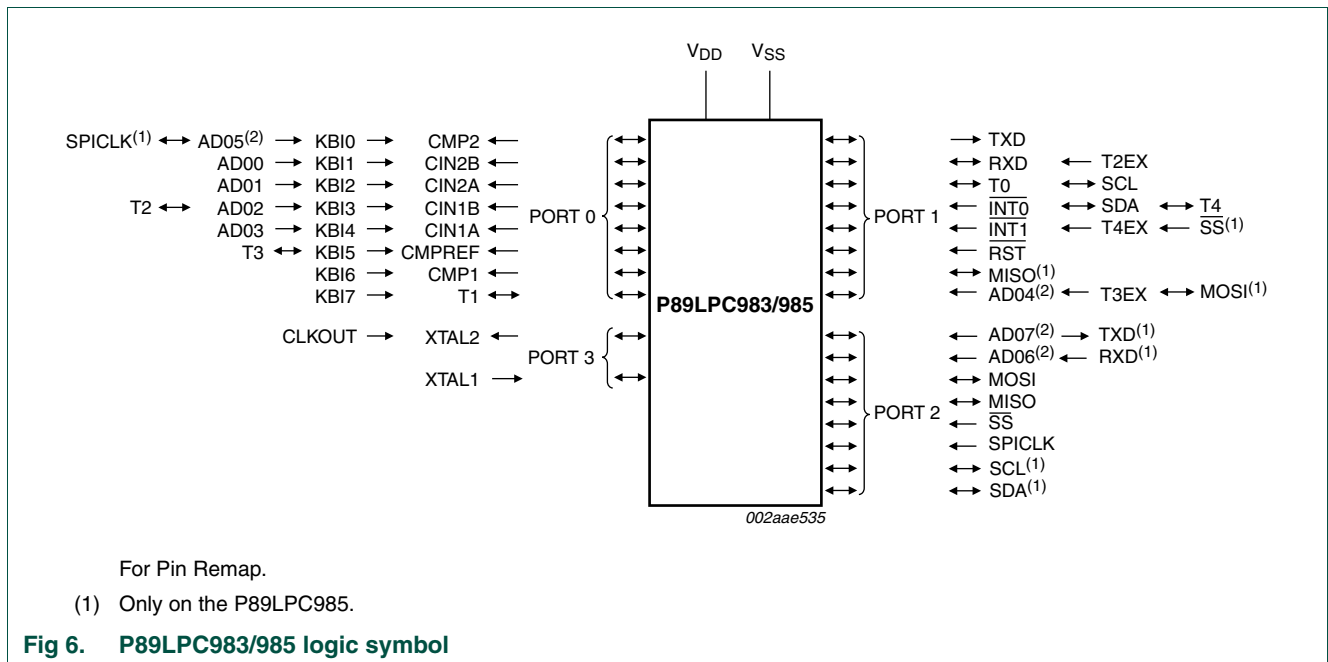 VDD VSS
SPICLK(1) AD05(2) KBI0 CMP2 TXD
AD00 KBI1 CIN2B RXD T2EX
AD01 KBI2 CIN2A T0 SCL
T2 AD02 KBI3 CIN1B PORT 0 PORT 1 INT0 SDA T4
AD03 KBI4 CIN1A INT1 T4EX SS(1)
T3 KBI5 CMPREF RST
KBI6 CMP1 MISO(1)
KBI7 T1 AD04(2) T3EX MOSI(1)
P89LPC983/985
CLKOUT XTAL2 AD07(2) TXD(1)
PORT 3 AD06(2) RXD(1)
XTAL1 MOSI
MISO
PORT 2 SS
SPICLK
SCL(1)
SDA(1)
002aae535
For Pin Remap.
(1) Only on the P89LPC985.
Fig 6. P89LPC983/985 logic symbol